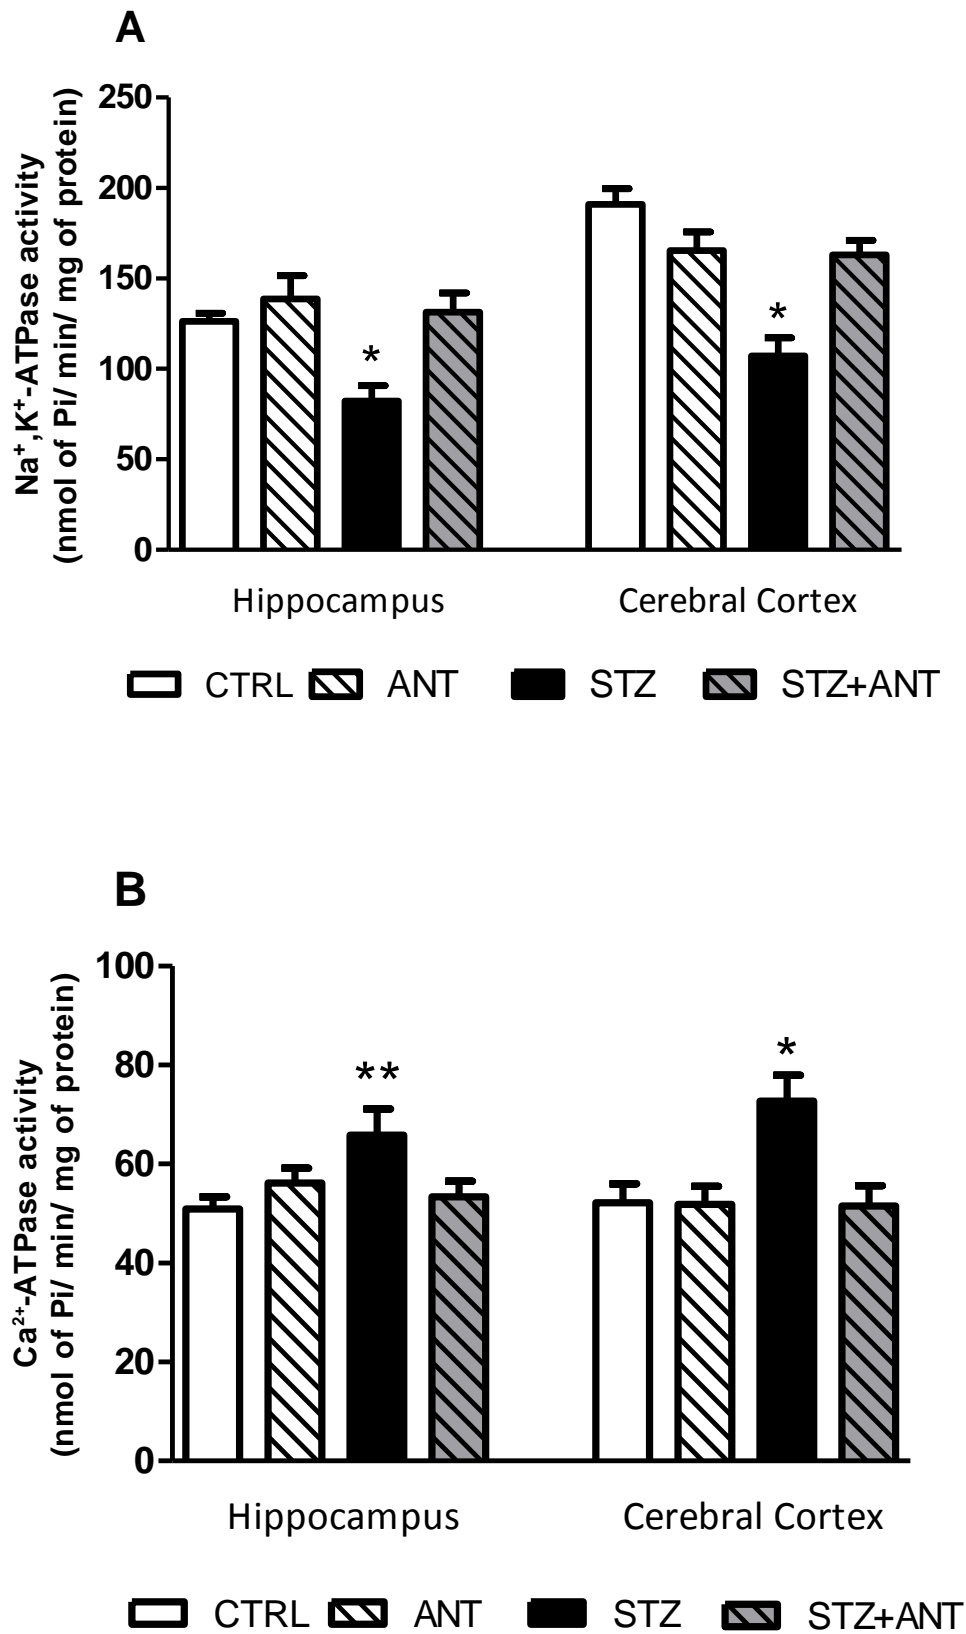 A
Na⁺,K⁺-ATPase activity
(nmol of Pi/ min/ mg of protein)
250
200
150
100
50
0
*
*
Hippocampus
Cerebral Cortex
CTRL
ANT
STZ
STZ+ANT
B
Ca²⁺-ATPase activity
(nmol of Pi/ min/ mg of protein)
100
80
60
40
20
0
**
*
Hippocampus
Cerebral Cortex
CTRL
ANT
STZ
STZ+ANT